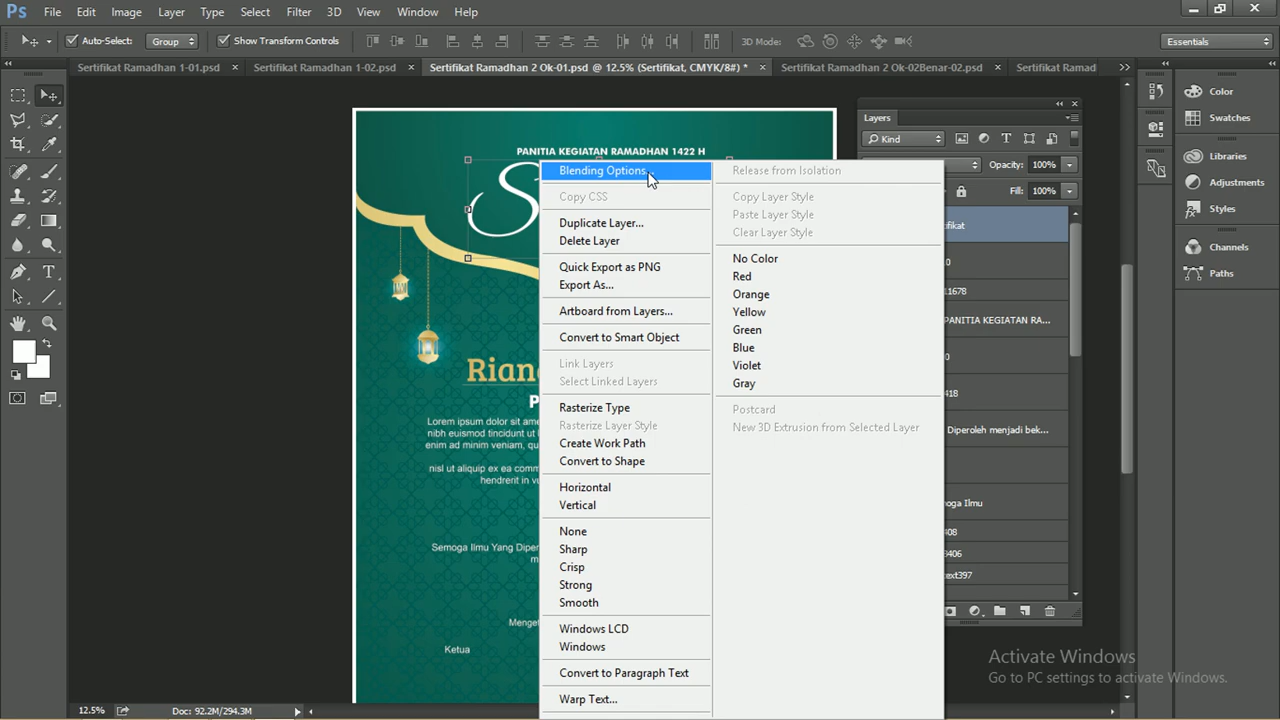 Ps File Edit Image Layer Type Select Filter 3D View Window Help
Auto-Select: Group Show Transform Controls 3D Mode: Essentials
Sertifikat Ramadhan 1-01.psd × Sertifikat Ramadhan 1-02.psd × Sertifikat Ramadhan 2 Ok-01.psd @ 12.5% (Sertifikat, CMYK/8#) * × Sertifikat Ramadhan 2 Ok-02Benar-02.psd × Sertifikat Ramad
PANITIA KEGIATAN RAMADHAN 1422 H
S
Rian
P
Lorem ipsum dolor sit ame
nibh euismod tincidunt ut
enim ad minim veniam, qu
nisl ut aliquip ex ea comm
hendrerit in vu
Semoga Ilmu Yang Diper
m
Menget
Ketua
Blending Options...
Copy CSS
Duplicate Layer...
Delete Layer
Quick Export as PNG
Export As...
Artboard from Layers...
Convert to Smart Object
Link Layers
Select Linked Layers
Rasterize Type
Rasterize Layer Style
Create Work Path
Convert to Shape
Horizontal
Vertical
None
Sharp
Crisp
Strong
Smooth
Windows LCD
Windows
Convert to Paragraph Text
Warp Text...
Release from Isolation
Copy Layer Style
Paste Layer Style
Clear Layer Style
No Color
Red
Orange
Yellow
Green
Blue
Violet
Gray
Postcard
New 3D Extrusion from Selected Layer
Layers
Kind
Opacity: 100%
Fill: 100%
tifikat
0
11678
PANITIA KEGIATAN RA...
0
418
Diperoleh menjadi bek...
oga Ilmu
408
8406
text397
Color
Swatches
Libraries
Adjustments
Styles
Channels
Paths
Activate Windows
Go to PC settings to activate Windows.
12.5% Doc: 92.2M/294.3M